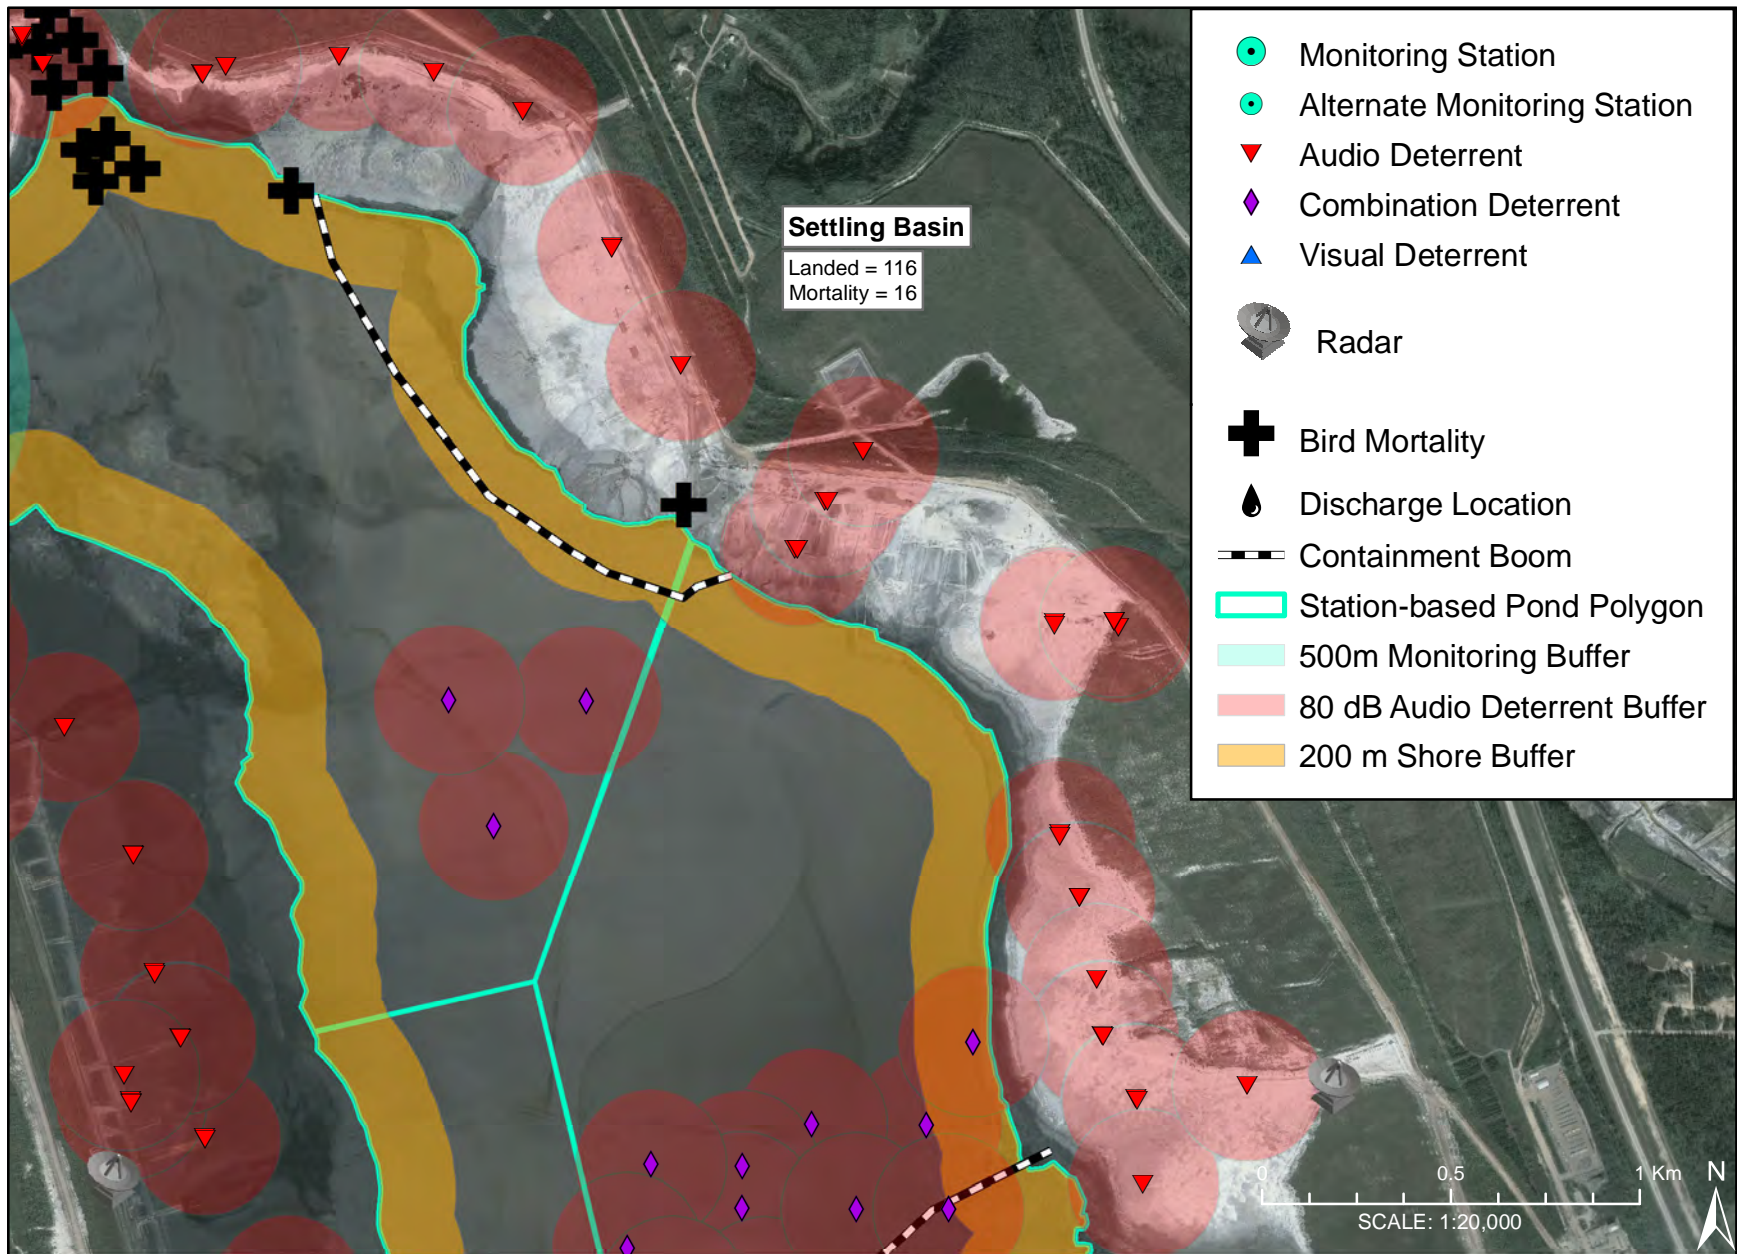 Settling Basin
Landed = 116
Mortality = 16
Monitoring Station
Alternate Monitoring Station
Audio Deterrent
Combination Deterrent
Visual Deterrent
Radar
Bird Mortality
Discharge Location
Containment Boom
Station-based Pond Polygon
500m Monitoring Buffer
80 dB Audio Deterrent Buffer
200 m Shore Buffer
0 0.5 1 Km
SCALE: 1:20,000
N